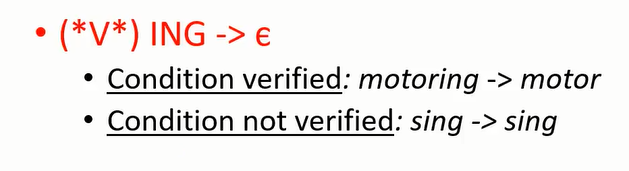 • (*V*) ING -> ϵ
• Condition verified: motoring -> motor
• Condition not verified: sing -> sing